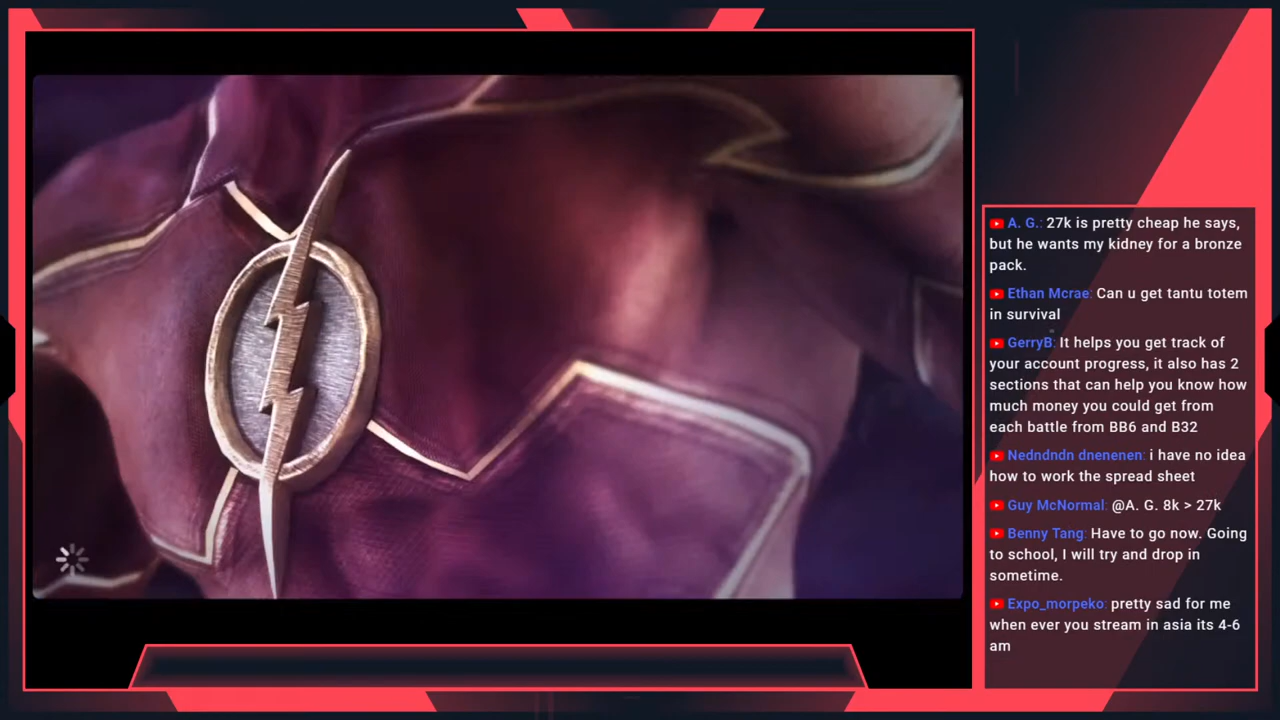 A. G.: 27k is pretty cheap he says,
but he wants my kidney for a bronze
pack.
Ethan Mcrae: Can u get tantu totem
in survival
GerryB: It helps you get track of
your account progress, it also has 2
sections that can help you know how
much money you could get from
each battle from BB6 and B32
Nedndndn dnenenen: i have no idea
how to work the spread sheet
Guy McNormal: @A. G. 8k > 27k
Benny Tang: Have to go now. Going
to school, I will try and drop in
sometime.
Expo_morpeko: pretty sad for me
when ever you stream in asia its 4-6
am